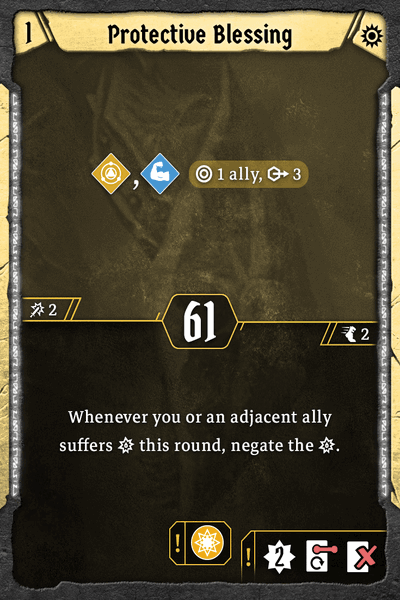 1
Protective Blessing
, 1 ally, 3
2
61
2
Whenever you or an adjacent ally
suffers this round, negate the .
! ! 2